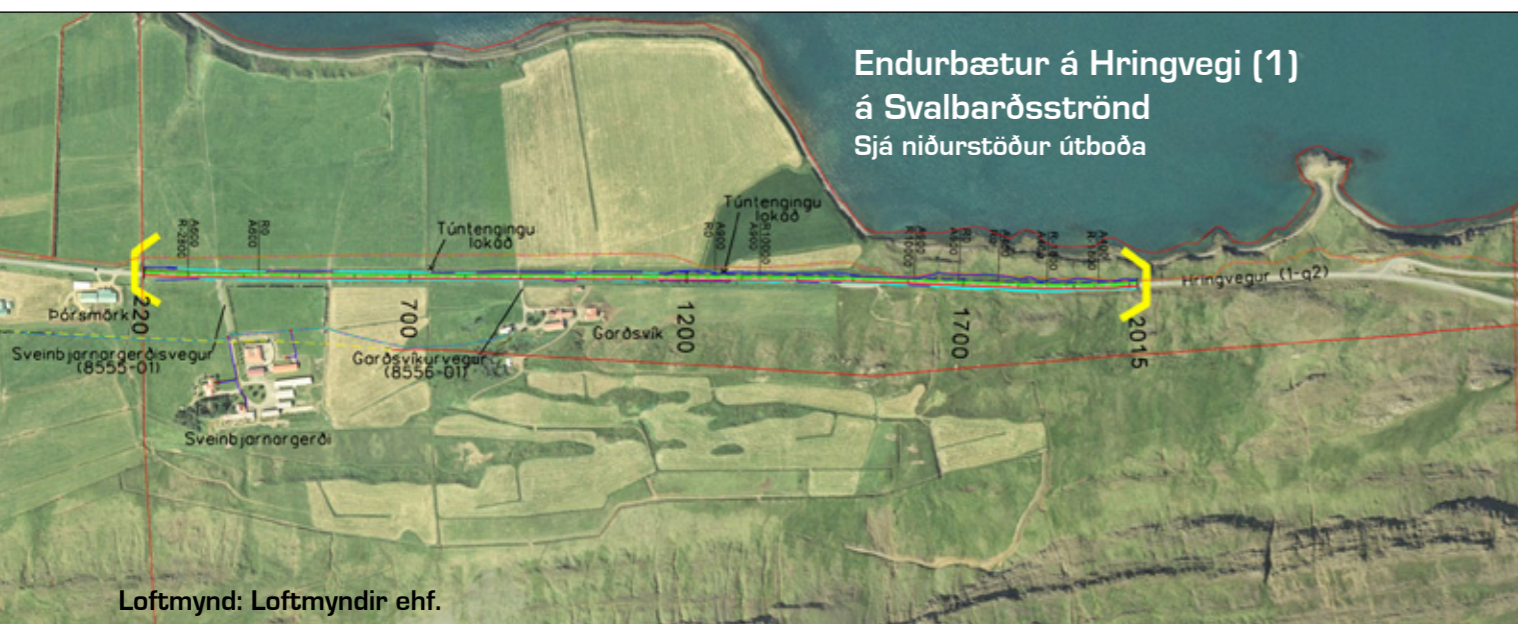 Endurbætur á Hringvegi (1)
á Svalbarðsströnd
Sjá niðurstöður útboða
Túntengingu
lokað
Túntengingu
lokað
Hringvegur (1-q2)
220
700
1200
1700
2015
Þórsmörk
Sveinbjarnargerðisvegur
(8555-01)
Garðsvíkurvegur
(8556-01)
Garðsvík
Sveinbjarnargerði
Loftmynd: Loftmyndir ehf.